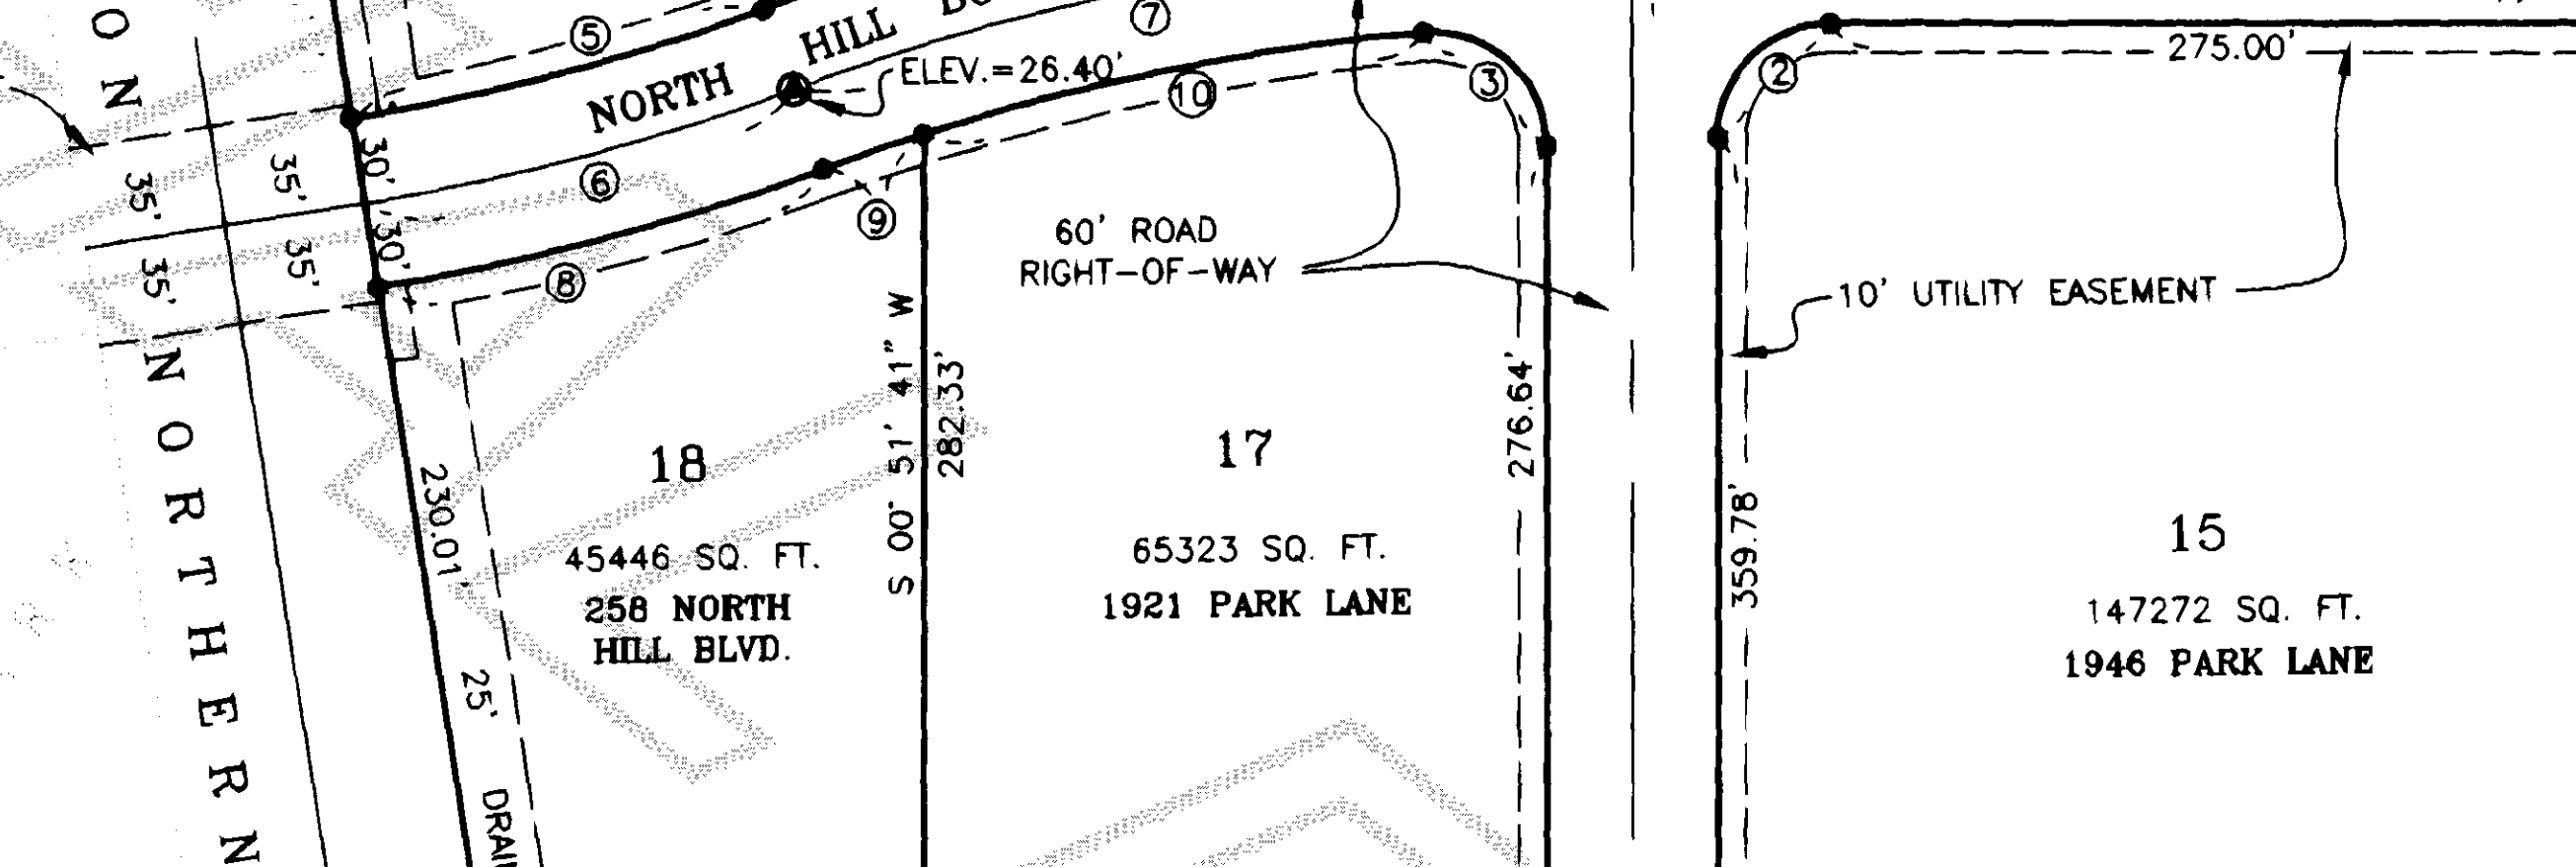 O
N
N O R T H E R N
35'
35'
35'
35'
30'
30'
5
6
7
8
9
10
3
2
NORTH HILL
ELEV.=26.40'
275.00'
60' ROAD
RIGHT-OF-WAY
10' UTILITY EASEMENT
230.01'
25'
S 00° 51' 41" W
282.33'
276.64'
359.78'
18
45446 SQ. FT.
258 NORTH
HILL BLVD.
17
65323 SQ. FT.
1921 PARK LANE
15
147272 SQ. FT.
1946 PARK LANE